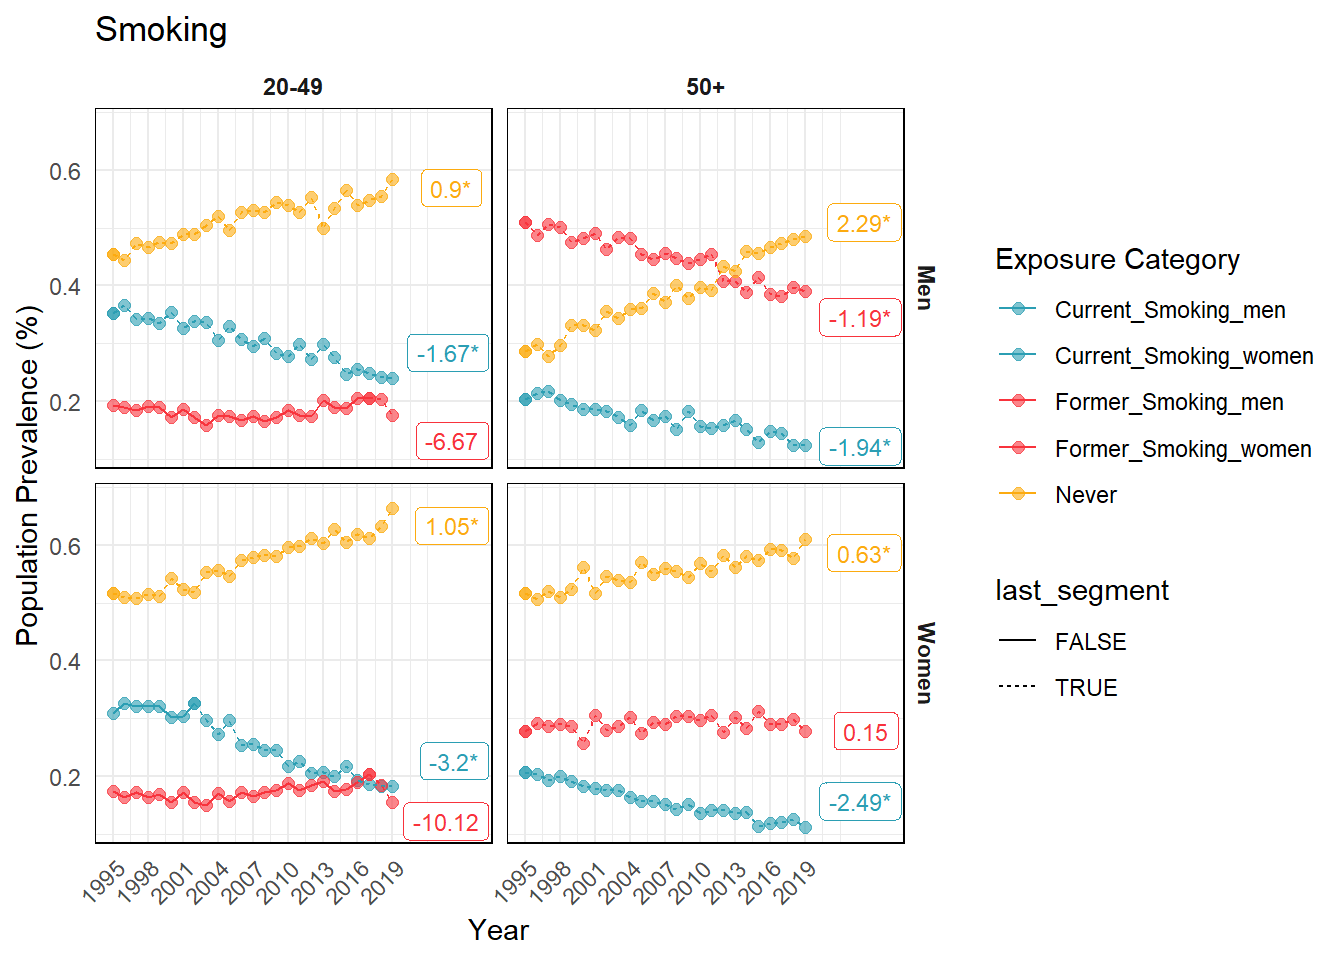 Smoking
20-49
50+
0.6
0.4
0.2
0.9*
-1.67*
-6.67
2.29*
-1.19*
-1.94*
Men
0.6
0.4
0.2
1.05*
-3.2*
-10.12
0.63*
0.15
-2.49*
Women
Population Prevalence (%)
1995 1998 2001 2004 2007 2010 2013 2016 2019
1995 1998 2001 2004 2007 2010 2013 2016 2019
Year
Exposure Category
Current_Smoking_men
Current_Smoking_women
Former_Smoking_men
Former_Smoking_women
Never
last_segment
FALSE
TRUE